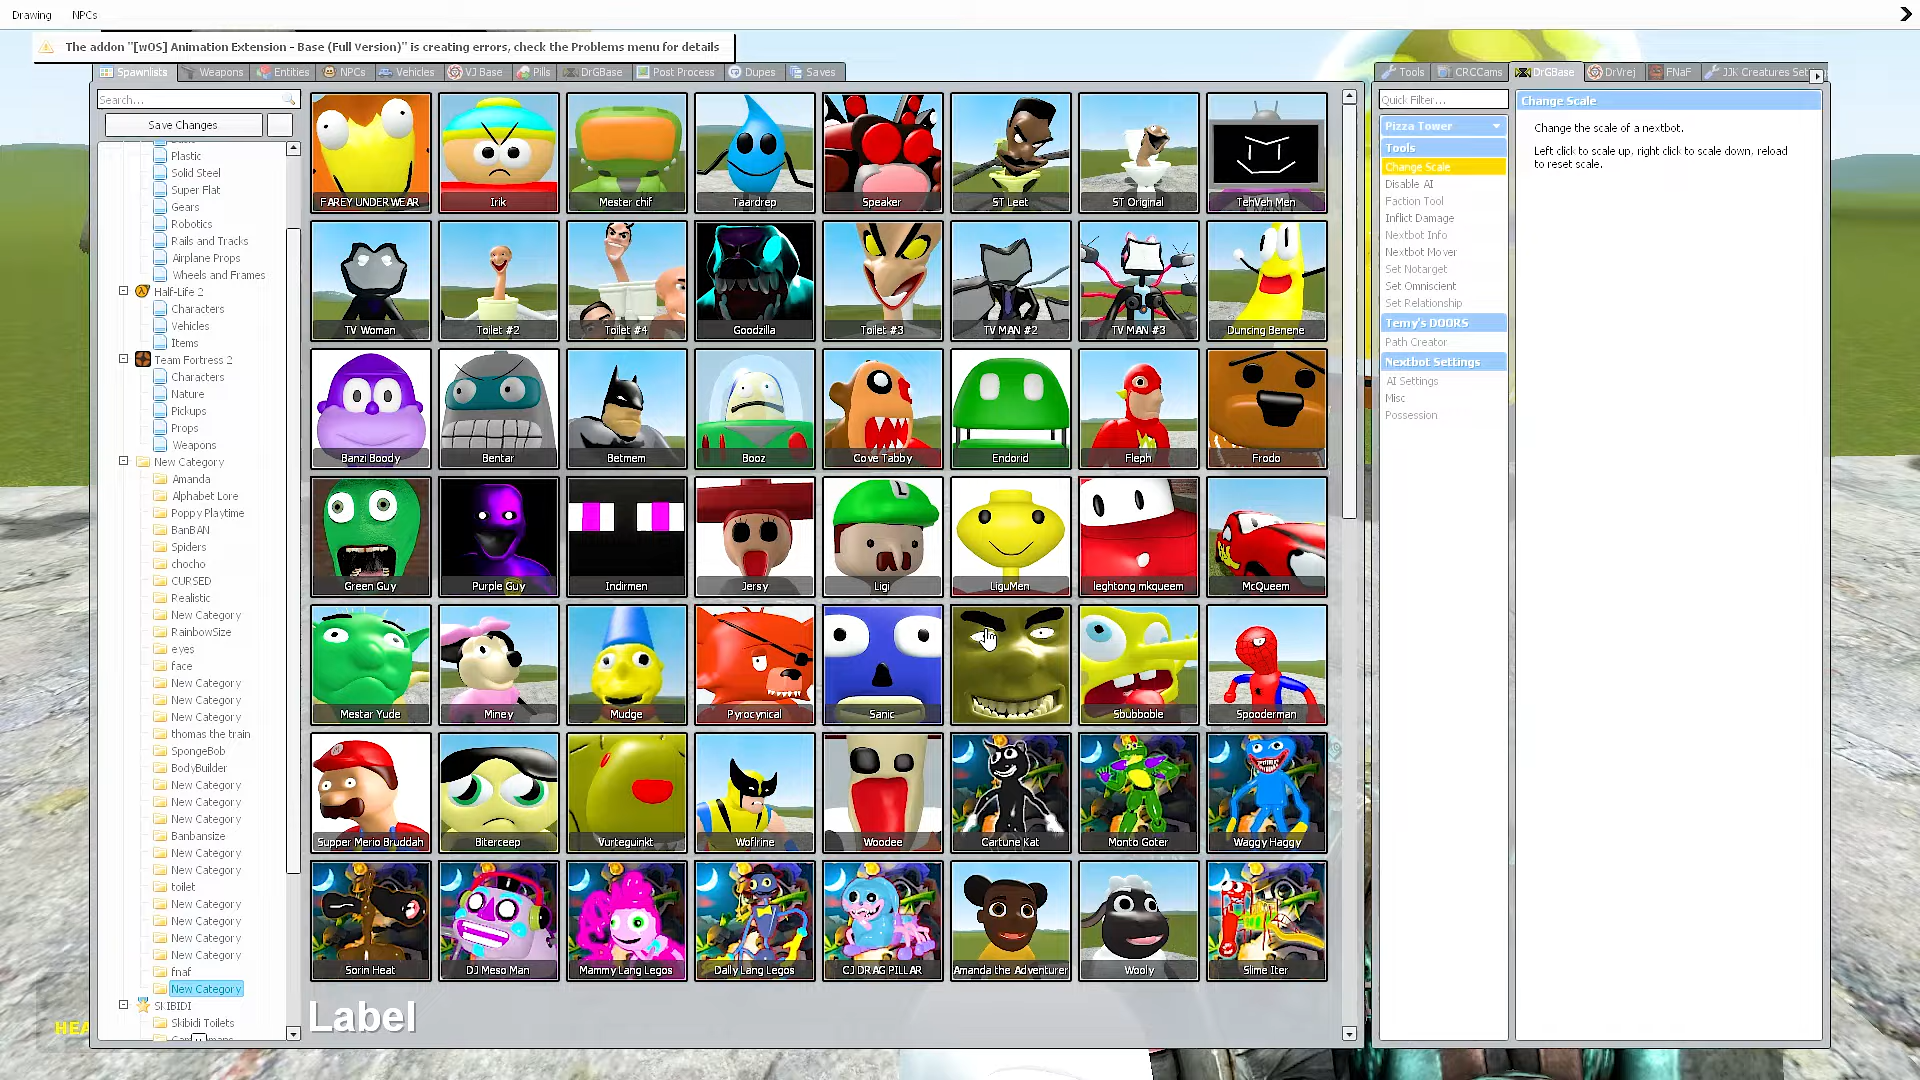 Drawing NPCs
The addon "[wOS] Animation Extension - Base (Full Version)" is creating errors, check the Problems menu for details
Spawnlists Weapons Entities NPCs Vehicles VJ Base Pills DrGBase Post Process Dupes Saves
Tools CRCCams DrGBase DrVrej FNaF JJK Creatures
Search...
Save Changes
Plastic
Solid Steel
Super Flat
Gears
Robotics
Rails and Tracks
Airplane Props
Wheels and Frames
Half-Life 2
Characters
Vehicles
Items
Team Fortress 2
Characters
Nature
Pickups
Props
Weapons
New Category
Amanda
Alphabet Lore
Poppy Playtime
BanBAN
Spiders
chocho
CURSED
Realistic
New Category
RainbowSize
eyes
face
New Category
New Category
New Category
thomas the train
SpongeBob
BodyBuilder
New Category
New Category
New Category
Banbansize
New Category
New Category
toilet
New Category
New Category
New Category
New Category
fnaf
New Category
SKIBIDI
Skibidi Toilets
FAREY UNDERWEAR Irik Mester chif Taardrep Speaker ST Leet ST Original TehVeh Men
TV Woman Toilet #2 Toilet #4 Goodzilla Toilet #3 TV MAN #2 TV MAN #3 Duncing Benene
Banzi Boody Bentar Betmem Booz Cove Tabby Endorid Fleph Frodo
Green Guy Purple Guy Indirmen Jersy Ligi LiguMen leghtong mkqueem McQueem
Mestar Yude Miney Mudge Pyrocynical Sanic Sbubboble Spooderman
Supper Merio Bruddah Biterceep Vurteguinkt Wofirine Woodee Cartune Kat Monto Goter Waggy Haggy
Sorin Heat DJ Meso Man Mammy Lang Legos Dally Lang Legos CJ DRAG PILLAR Amanda the Adventurer Wooly Slime Iter
Label
Quick Filter...
Pizza Tower
Tools
Change Scale
Disable AI
Faction Tool
Inflict Damage
Nextbot Info
Nextbot Mover
Set Notarget
Set Omniscient
Set Relationship
Temy's DOORS
Path Creator
Nextbot Settings
AI Settings
Misc
Possession
Change Scale
Change the scale of a nextbot.
Left click to scale up, right click to scale down, reload
to reset scale.